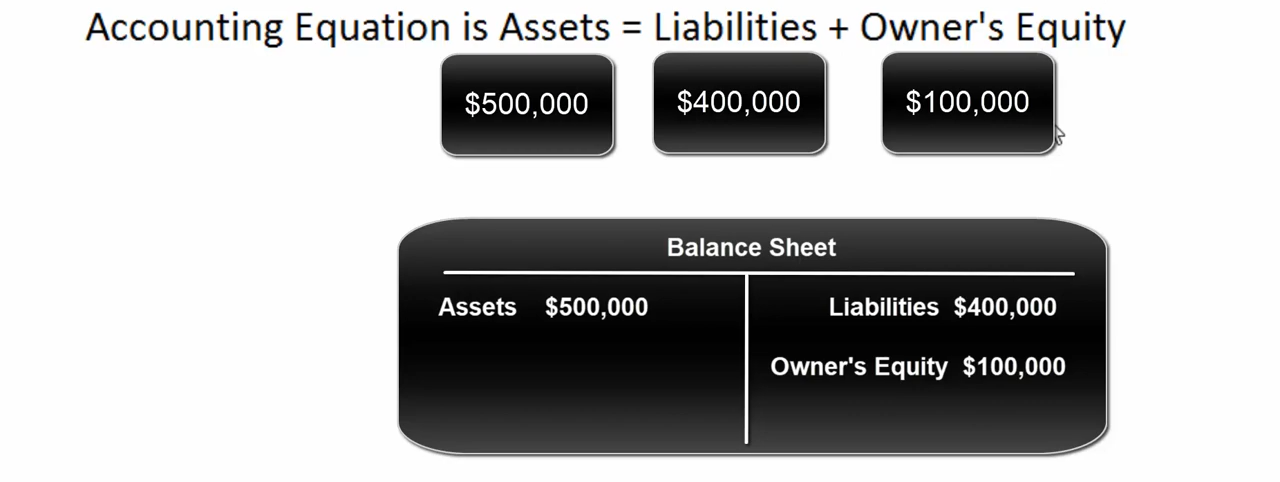 Accounting Equation is Assets = Liabilities + Owner's Equity
$500,000 $400,000 $100,000
Balance Sheet
Assets $500,000 Liabilities $400,000
Owner's Equity $100,000